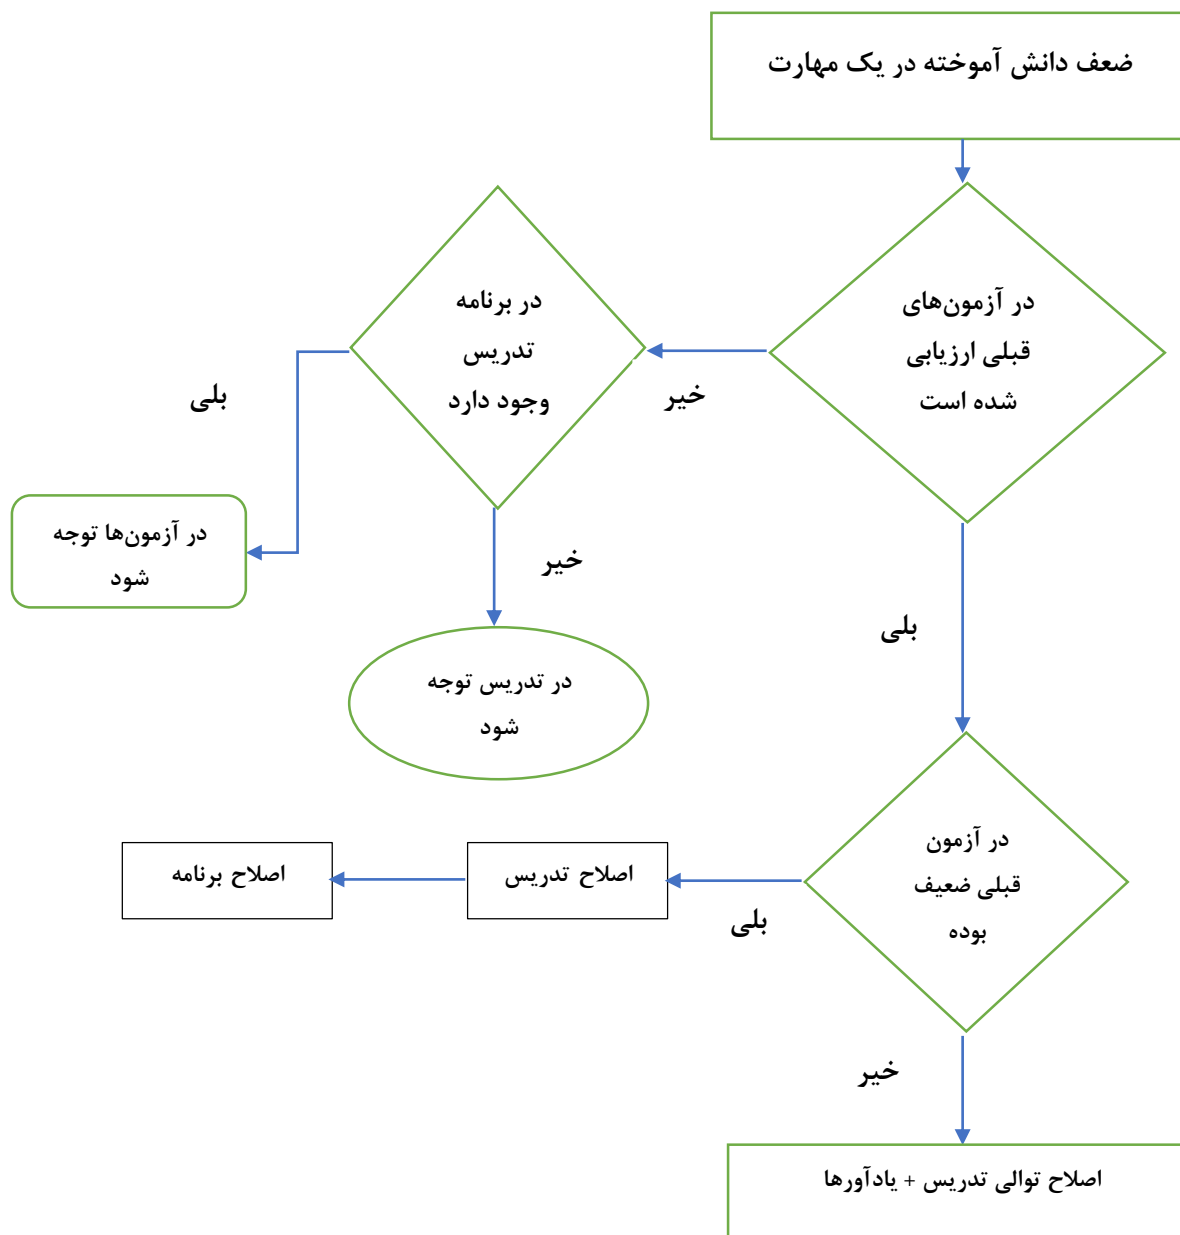 ضعف دانش آموخته در یک مهارت
در آزمون‌های
قبلی ارزیابی
شده است
خیر
در برنامه
تدریس
وجود دارد
بلی
در آزمون‌ها توجه
شود
خیر
در تدریس توجه
شود
بلی
در آزمون
قبلی ضعیف
بوده
بلی
اصلاح تدریس
اصلاح برنامه
خیر
اصلاح توالی تدریس + یادآورها